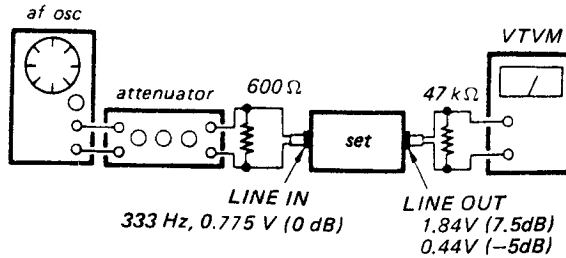 af osc
VTVM
attenuator
600 Ω
47 kΩ
set
LINE IN
333 Hz, 0.775 V (0 dB)
LINE OUT
1.84V (7.5dB)
0.44V (−5dB)